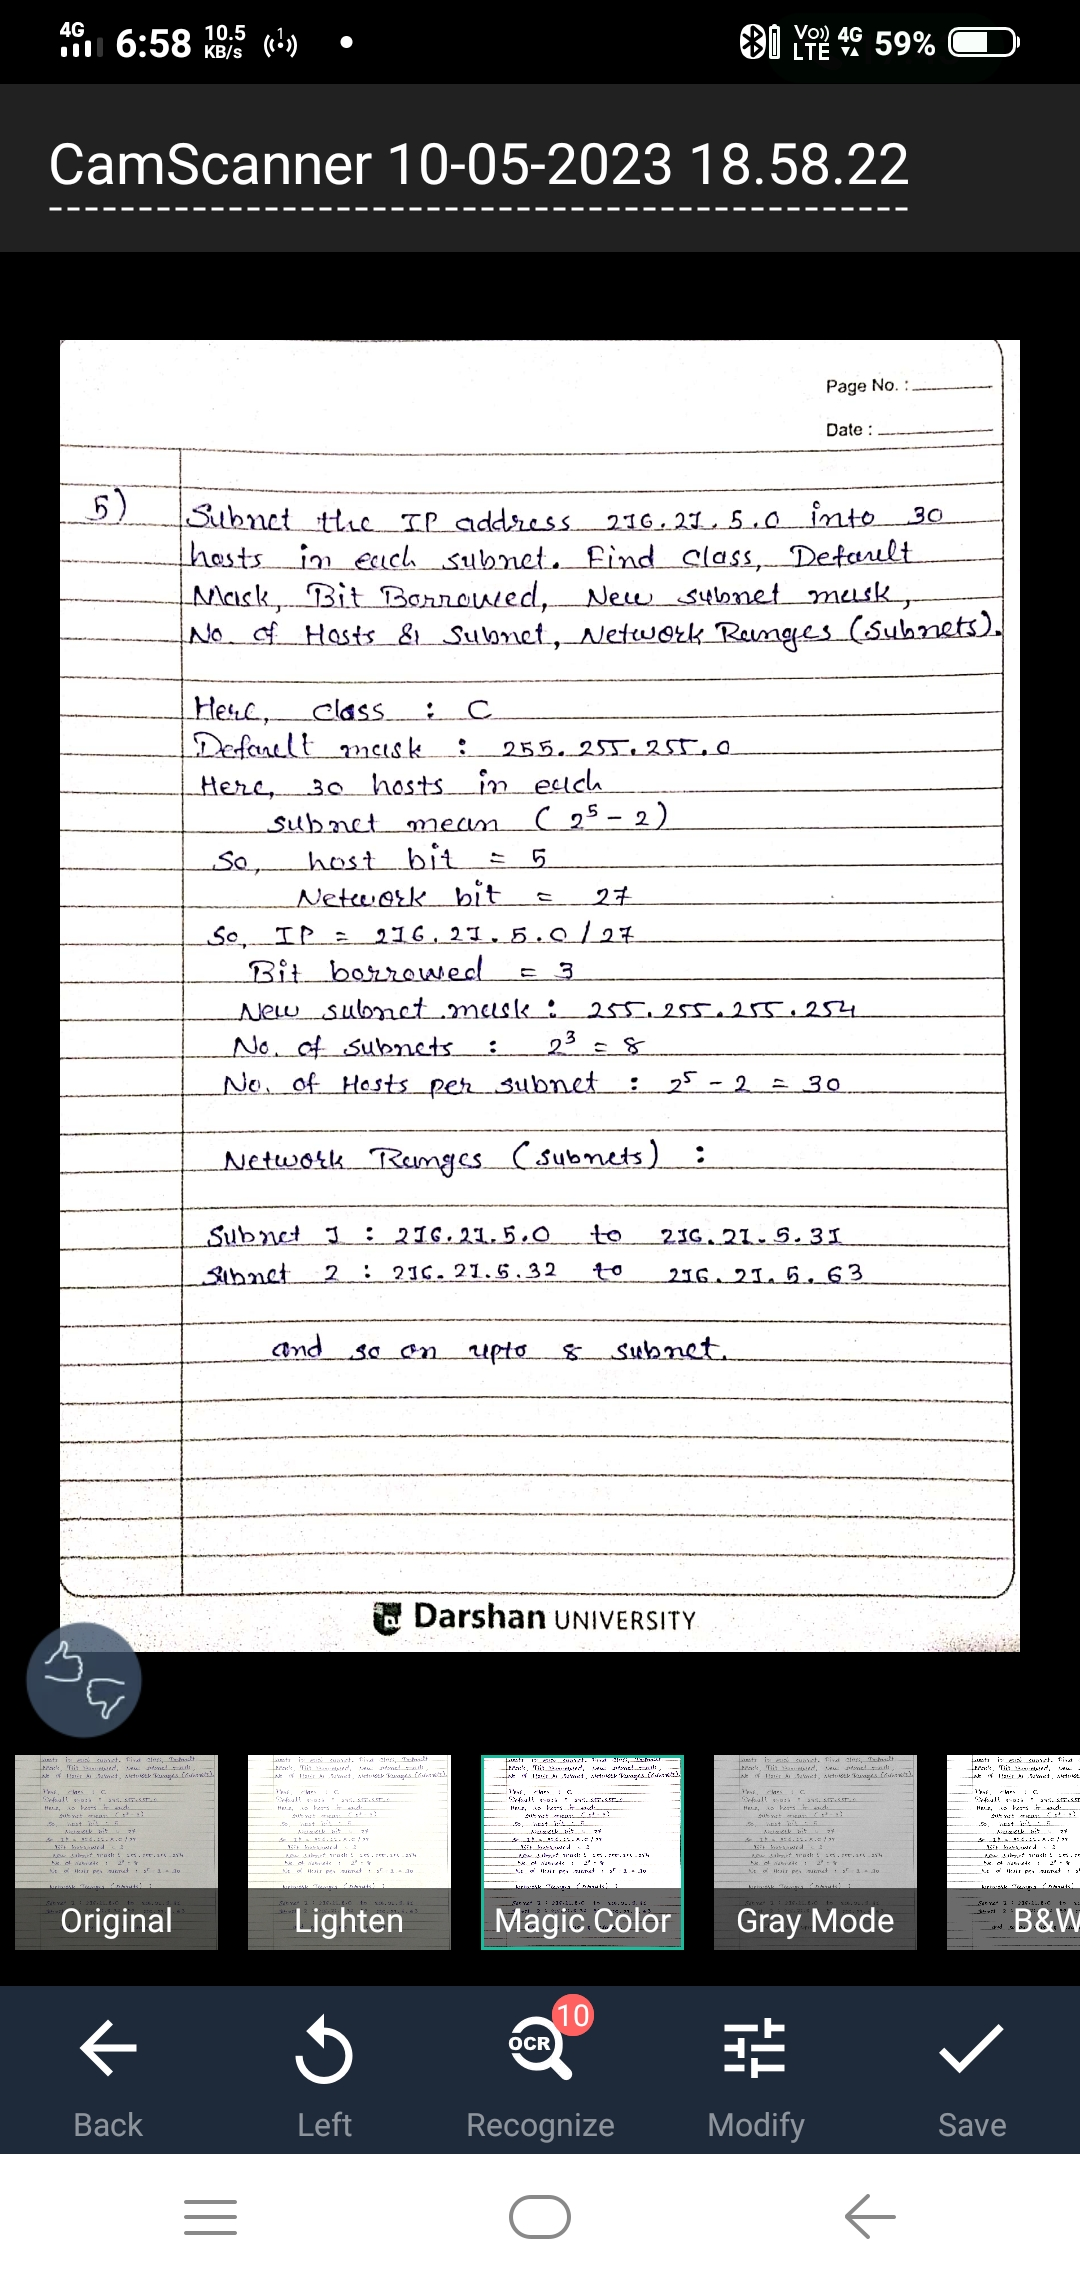 4G 6:58 10.5 KB/s Vo)) LTE 4G 59%
CamScanner 10-05-2023 18.58.22
Page No. :
Date :
5) Subnet the IP address 216.21.5.0 into 30
hosts in each subnet. Find class, Default
Mask, Bit Borrowed, New subnet mask,
No. of Hosts & Subnet, Network Ranges (Subnets).
Here, class : C
Default mask : 255.255.255.0
Here, 30 hosts in each
subnet mean (2⁵ - 2)
So, host bit = 5
Network bit = 27
So, IP = 216.21.5.0/27
Bit borrowed = 3
New subnet mask : 255.255.255.254
No. of subnets : 2³ = 8
No. of Hosts per subnet : 2⁵ - 2 = 30
Network Ranges (subnets) :
Subnet 1 : 216.21.5.0 to 216.21.5.31
Subnet 2 : 216.21.5.32 to 216.21.5.63
and so on upto 8 subnet.
Darshan UNIVERSITY
Original Lighten Magic Color Gray Mode B&W
OCR 10
Back Left Recognize Modify Save